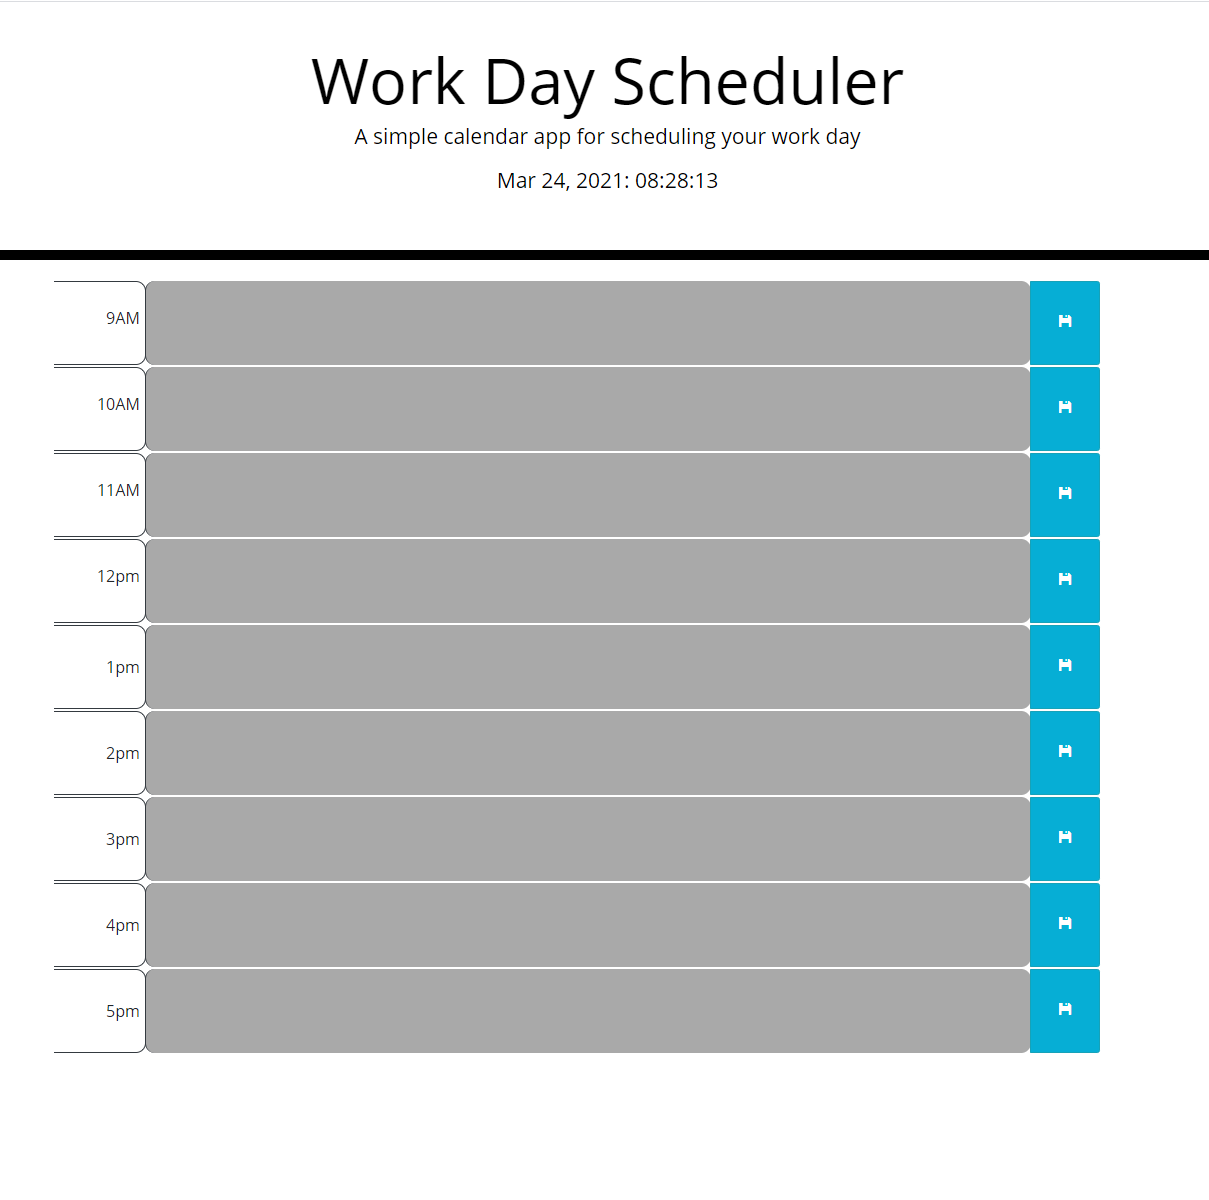 Work Day Scheduler
A simple calendar app for scheduling your work day
Mar 24, 2021: 08:28:13
9AM
10AM
11AM
12pm
1pm
2pm
3pm
4pm
5pm